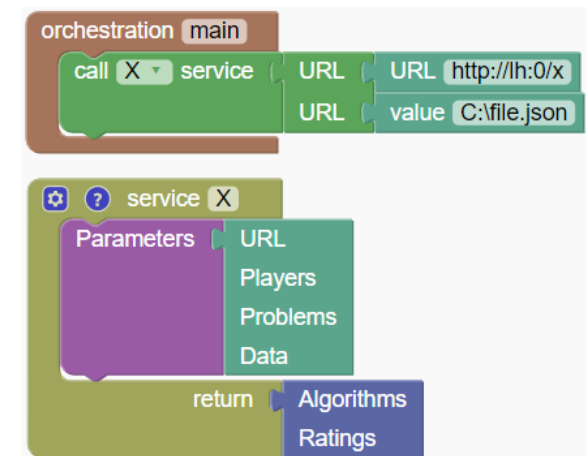 orchestration main
call X service URL URL http://lh:0/x
URL value C:\file.json
? service X
Parameters URL
Players
Problems
Data
return Algorithms
Ratings